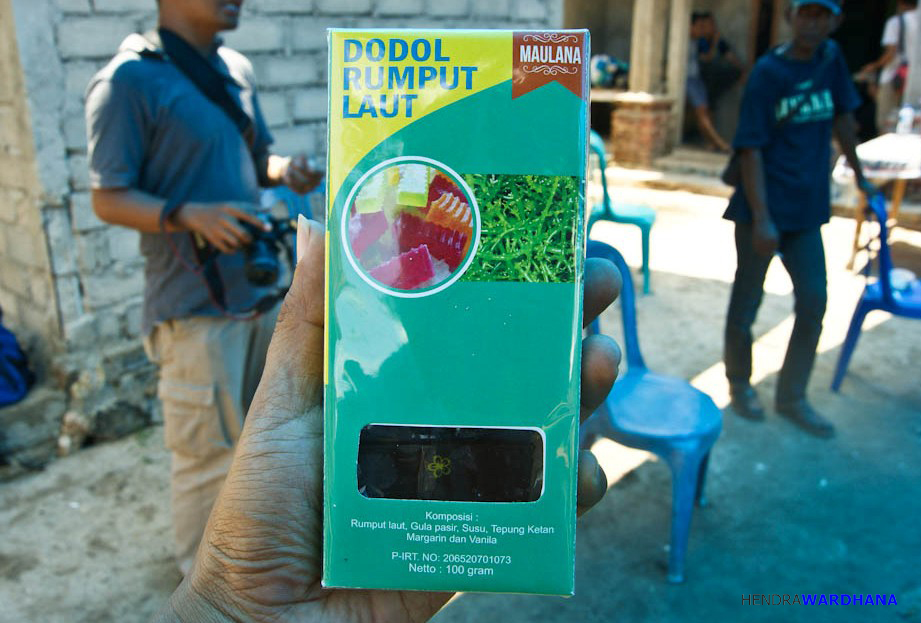 DODOL
RUMPUT
LAUT
MAULANA
Komposisi :
Rumput laut, Gula pasir, Susu, Tepung Ketan
Margarin dan Vanila
P-IRT. NO: 206520701073
Netto : 100 gram
HENDRAWARDHANA